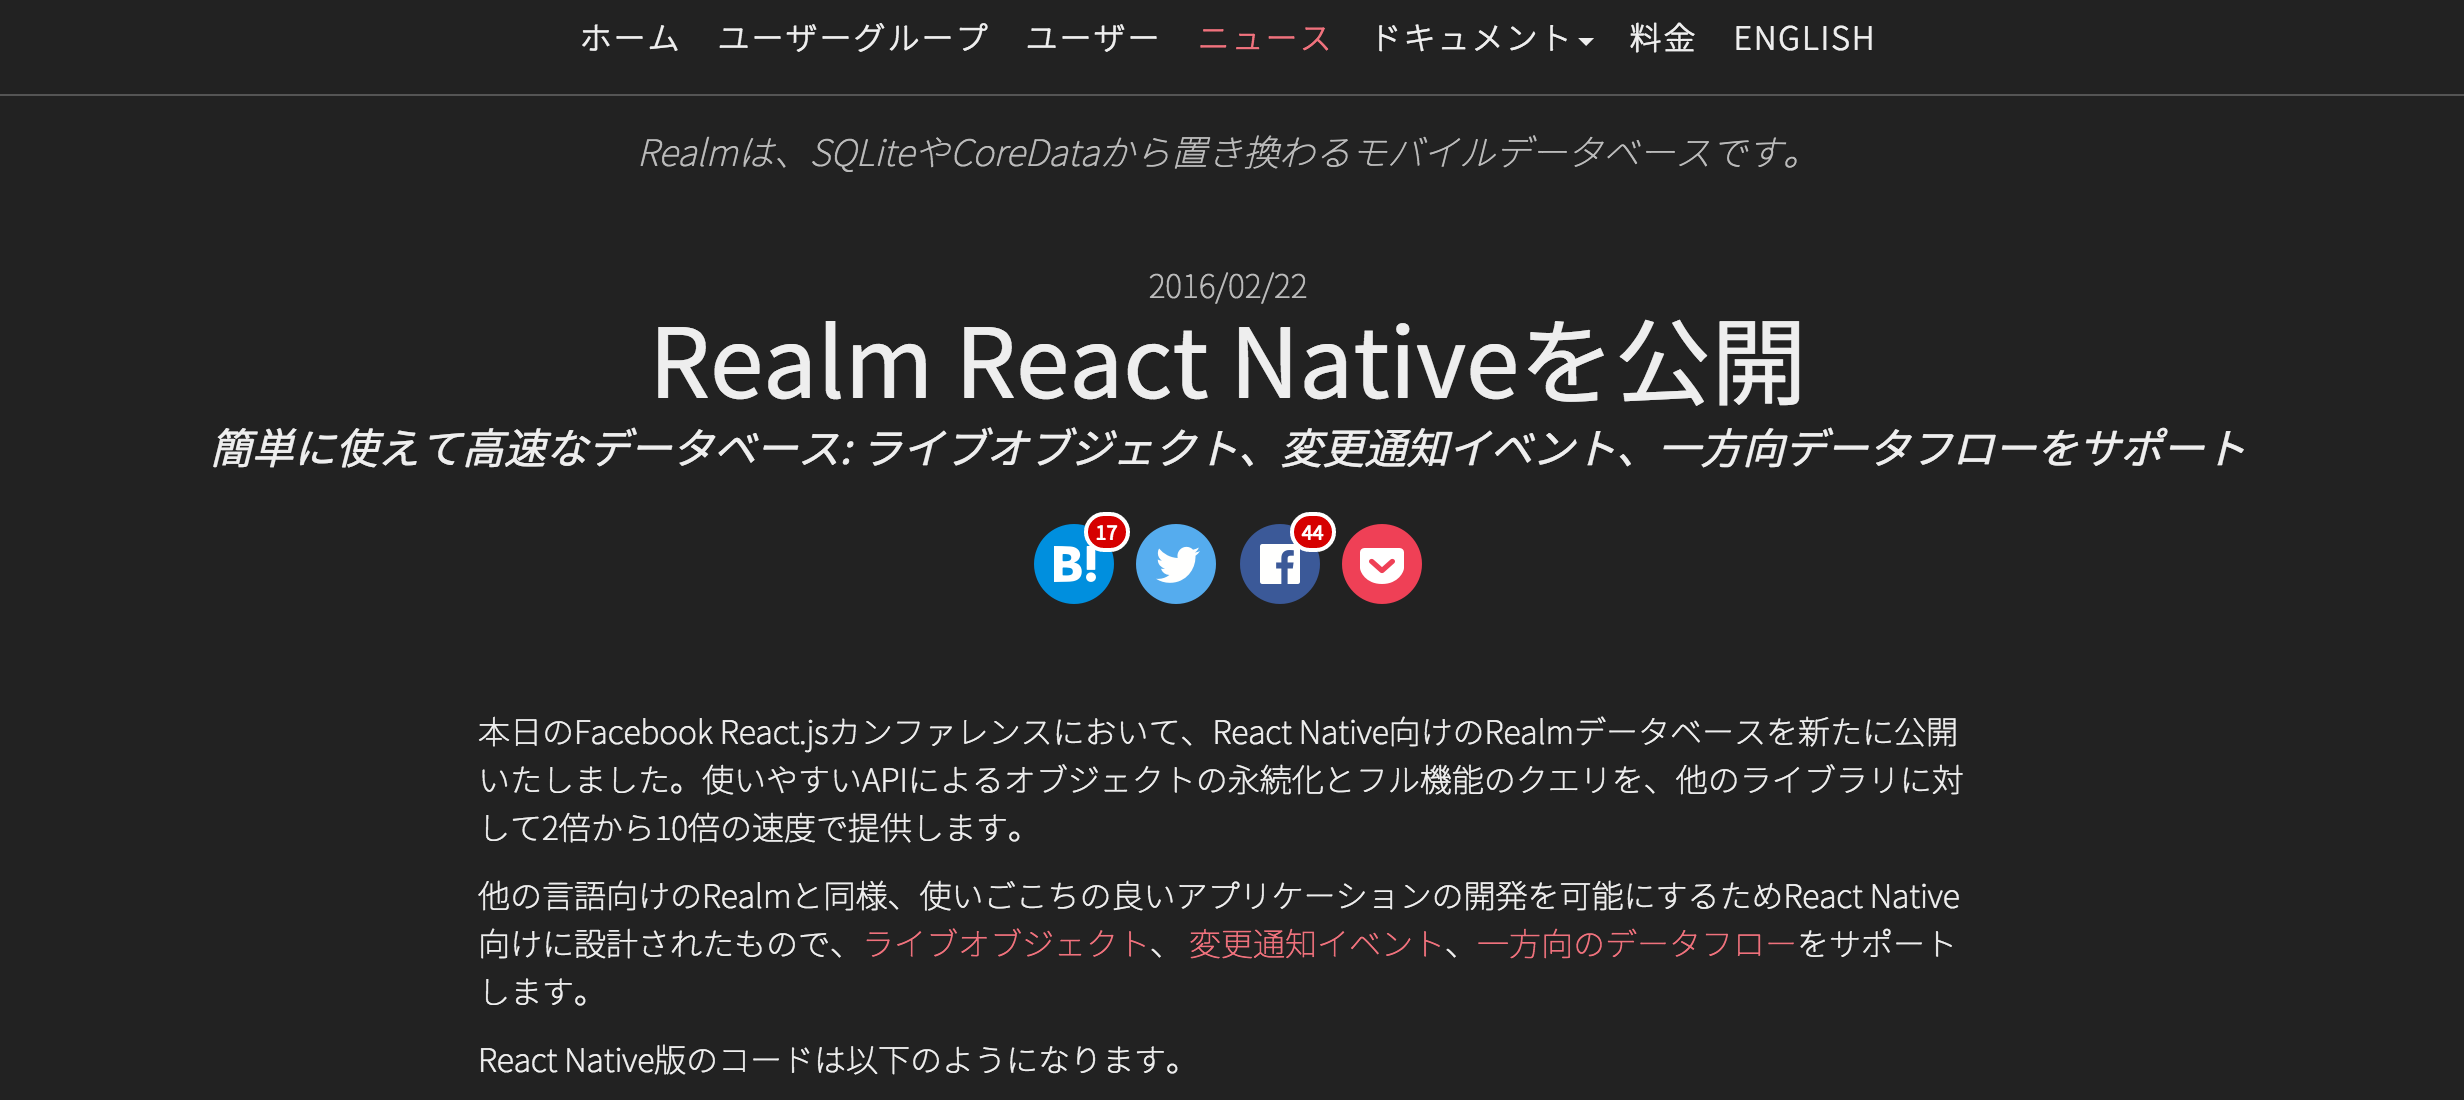 ホーム ユーザーグループ ユーザー ニュース ドキュメント 料金 ENGLISH
Realmは、SQLiteやCoreDataから置き換わるモバイルデータベースです。
2016/02/22
Realm React Nativeを公開
簡単に使えて高速なデータベース: ライブオブジェクト、変更通知イベント、一方向データフローをサポート
B! 17 44
本日のFacebook React.jsカンファレンスにおいて、React Native向けのRealmデータベースを新たに公開
いたしました。使いやすいAPIによるオブジェクトの永続化とフル機能のクエリを、他のライブラリに対
して2倍から10倍の速度で提供します。
他の言語向けのRealmと同様、使いごこちの良いアプリケーションの開発を可能にするためReact Native
向けに設計されたもので、ライブオブジェクト、 変更通知イベント、一方向のデータフローをサポート
します。
React Native版のコードは以下のようになります。